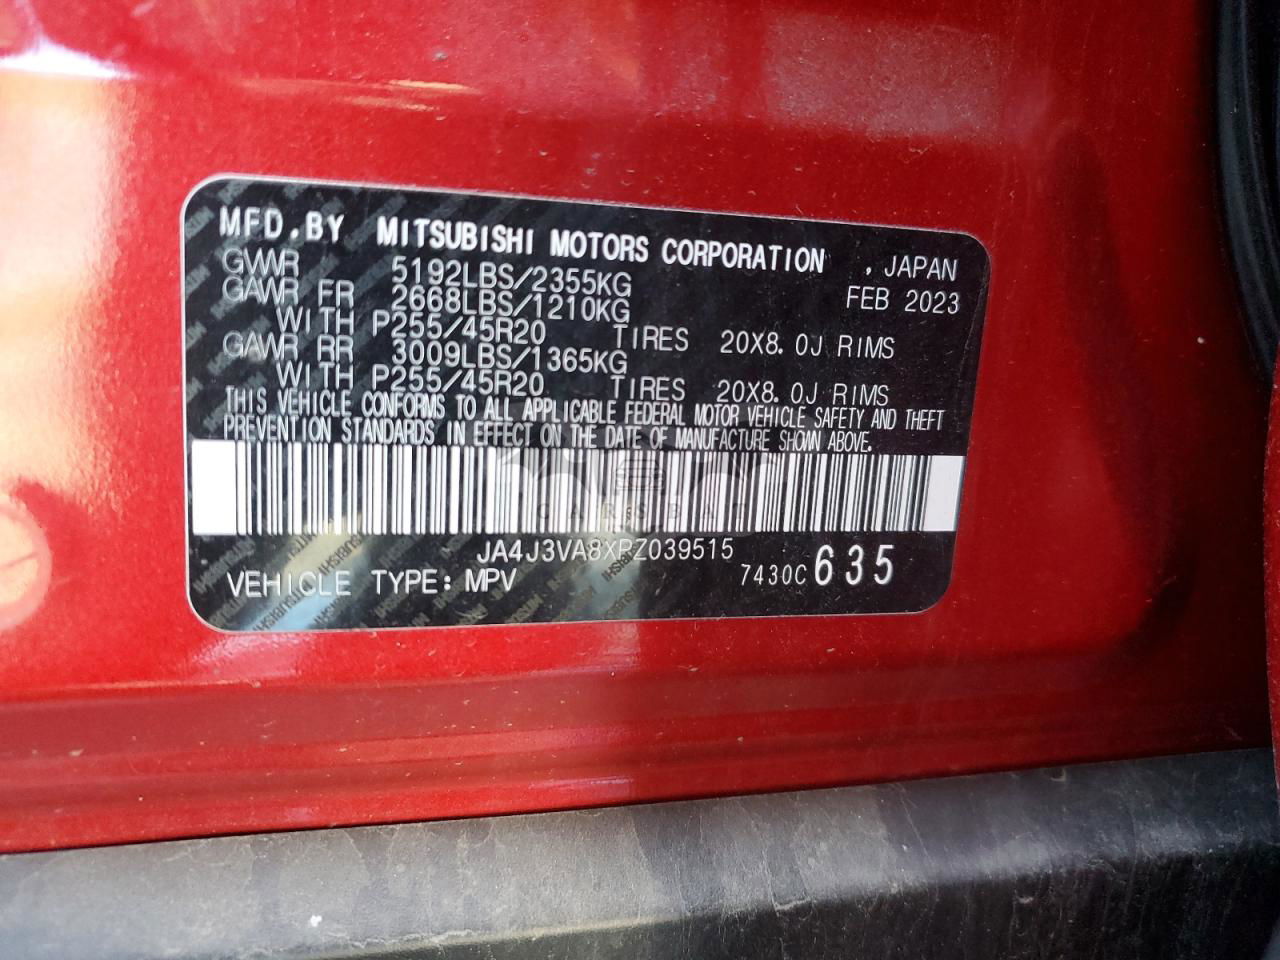 MFD.BY MITSUBISHI MOTORS CORPORATION , JAPAN
GVWR 5192LBS/2355KG FEB 2023
GAWR FR 2668LBS/1210KG
WITH P255/45R20 TIRES 20X8.0J RIMS
GAWR RR 3009LBS/1365KG
WITH P255/45R20 TIRES 20X8.0J RIMS
THIS VEHICLE CONFORMS TO ALL APPLICABLE FEDERAL MOTOR VEHICLE SAFETY AND THEFT
PREVENTION STANDARDS IN EFFECT ON THE DATE OF MANUFACTURE SHOWN ABOVE.
JA4J3VA8XPZ039515
VEHICLE TYPE: MPV 7430C 635